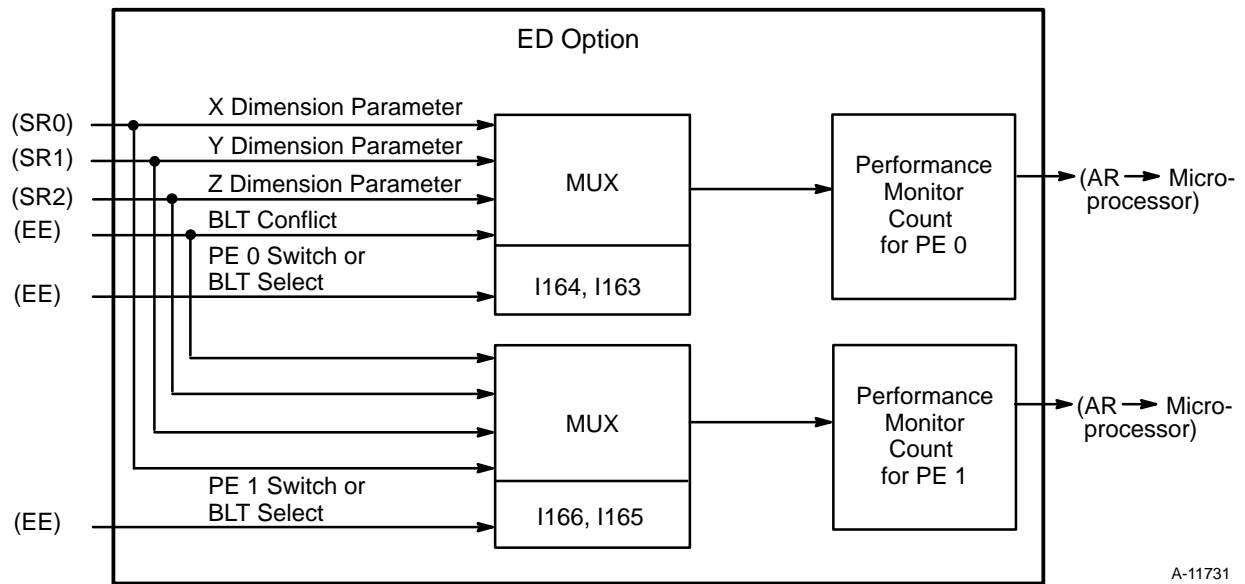 ED Option
(SR0)
X Dimension Parameter
(SR1)
Y Dimension Parameter
(SR2)
Z Dimension Parameter
(EE)
BLT Conflict
PE 0 Switch or
BLT Select
(EE)
MUX
I164, I163
Performance
Monitor
Count
for PE 0
(AR
Micro-
processor)
MUX
I166, I165
PE 1 Switch or
BLT Select
(EE)
Performance
Monitor
Count
for PE 1
(AR
Micro-
processor)
A-11731